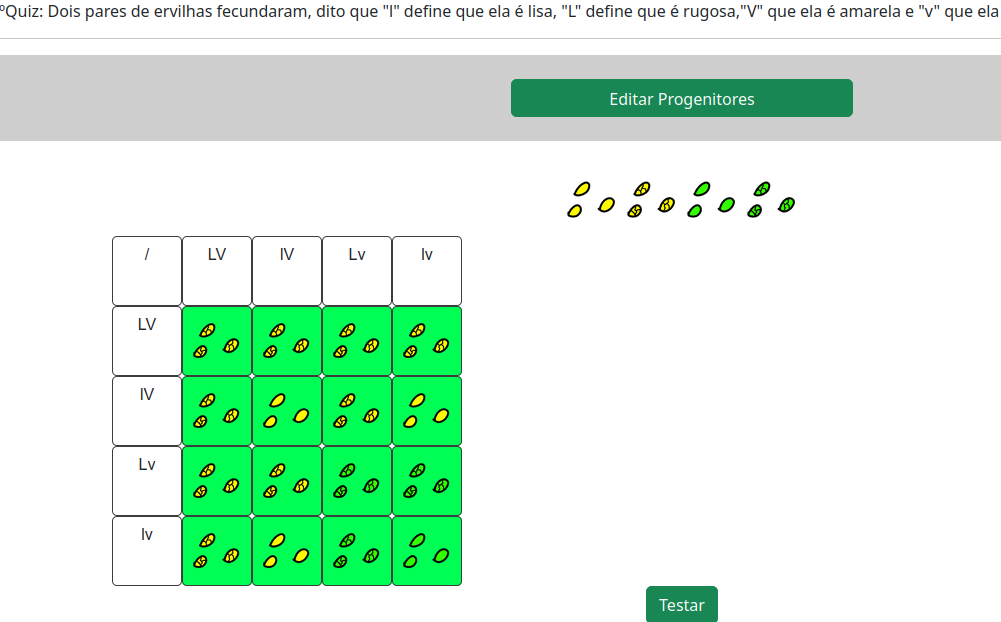 ºQuiz: Dois pares de ervilhas fecundaram, dito que "l" define que ela é lisa, "L" define que é rugosa,"V" que ela é amarela e "v" que ela
Editar Progenitores
/ LV lV Lv lv
LV
lV
Lv
lv
Testar